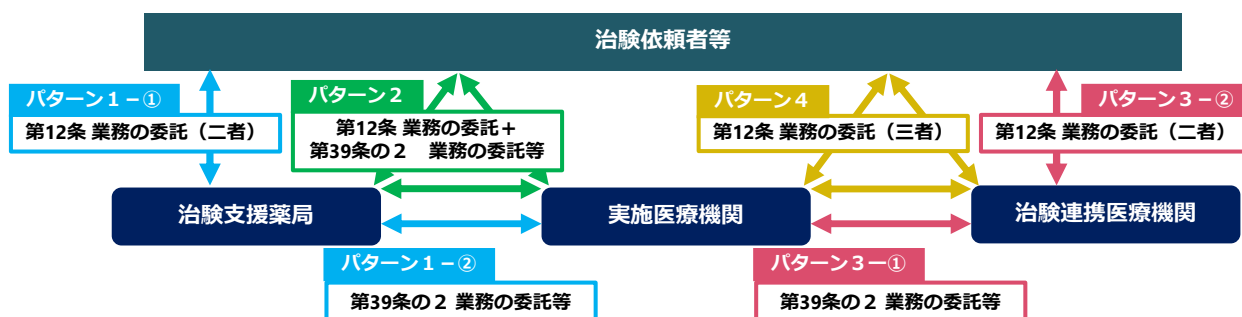 治験依頼者等
パターン１－①
第12条 業務の委託（二者）
パターン２
第12条 業務の委託＋
第39条の２　業務の委託等
パターン４
第12条 業務の委託（三者）
パターン３－②
第12条 業務の委託（二者）
治験支援薬局
実施医療機関
治験連携医療機関
パターン１－②
第39条の２ 業務の委託等
パターン３ー①
第39条の２ 業務の委託等